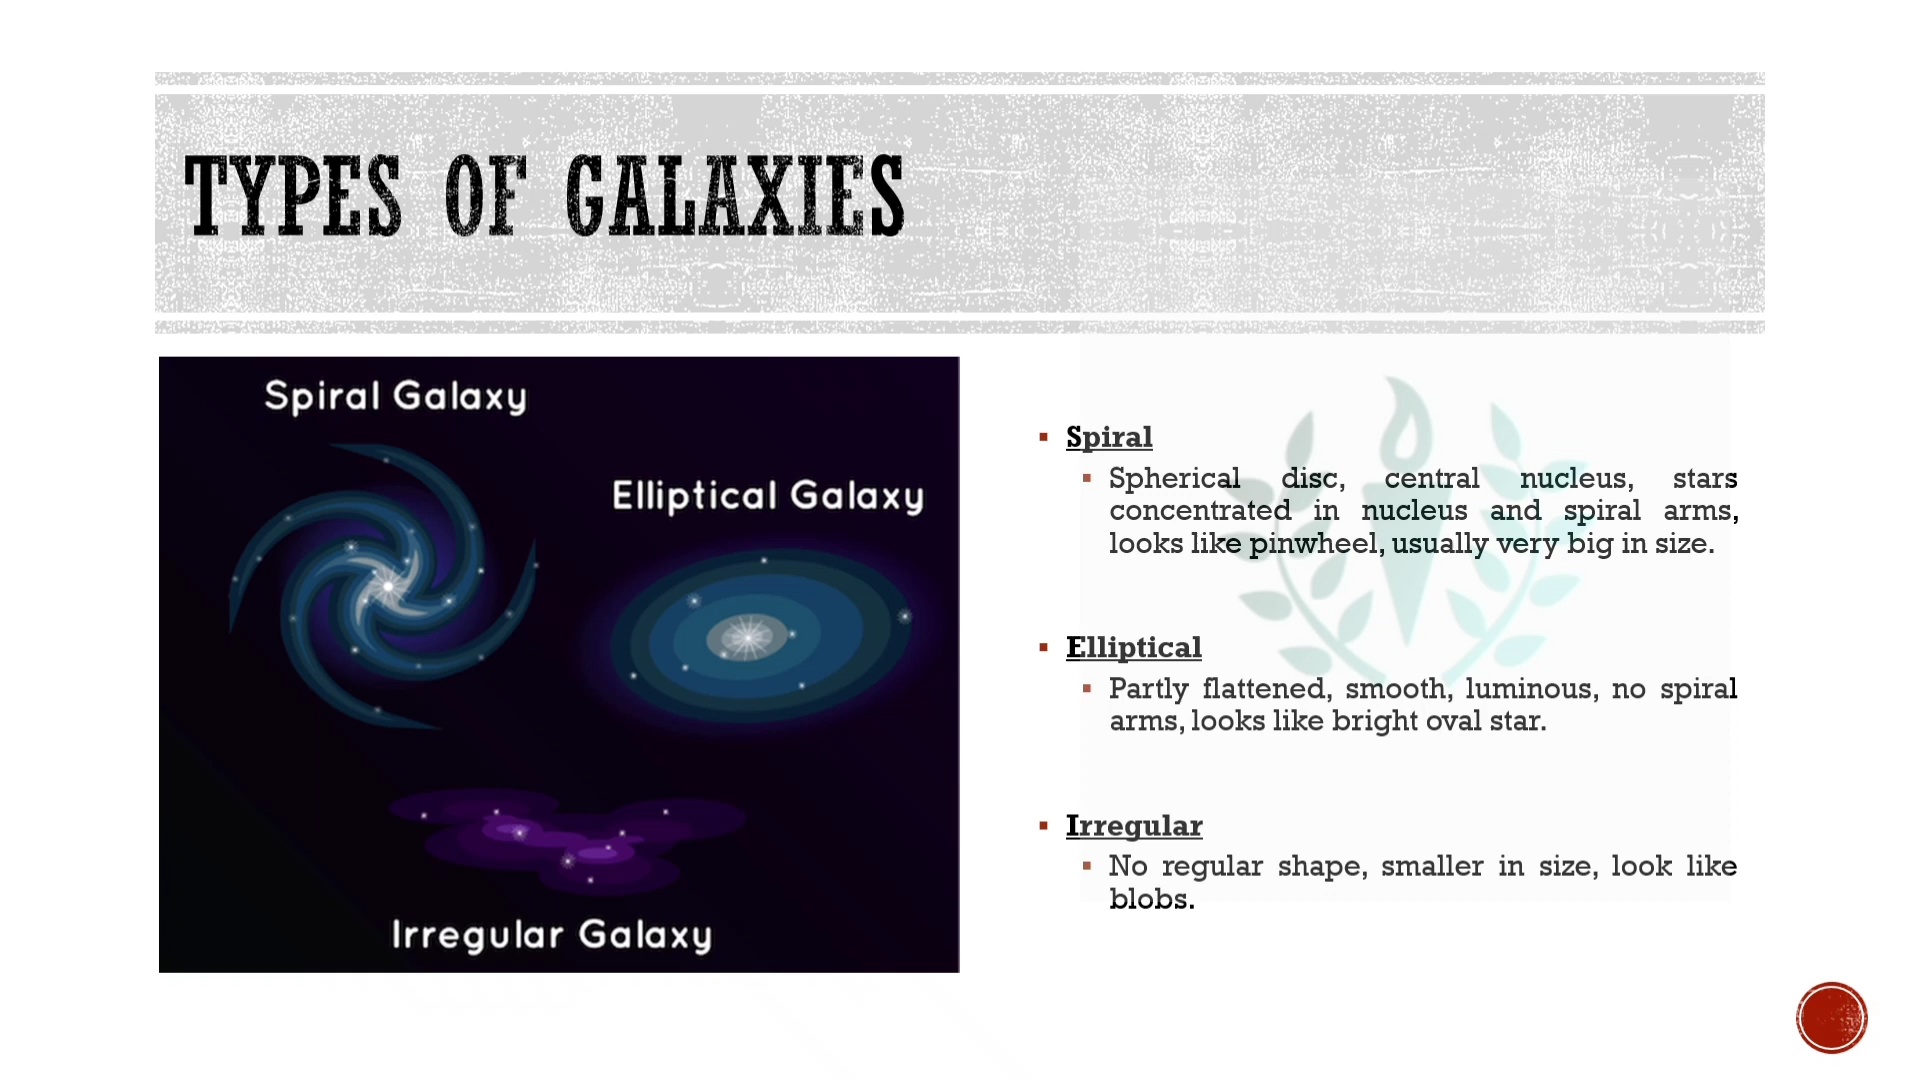 TYPES OF GALAXIES
Spiral Galaxy
Elliptical Galaxy
Irregular Galaxy
▪ Spiral
▪ Spherical disc, central nucleus, stars
concentrated in nucleus and spiral arms,
looks like pinwheel, usually very big in size.
▪ Elliptical
▪ Partly flattened, smooth, luminous, no spiral
arms, looks like bright oval star.
▪ Irregular
▪ No regular shape, smaller in size, look like
blobs.